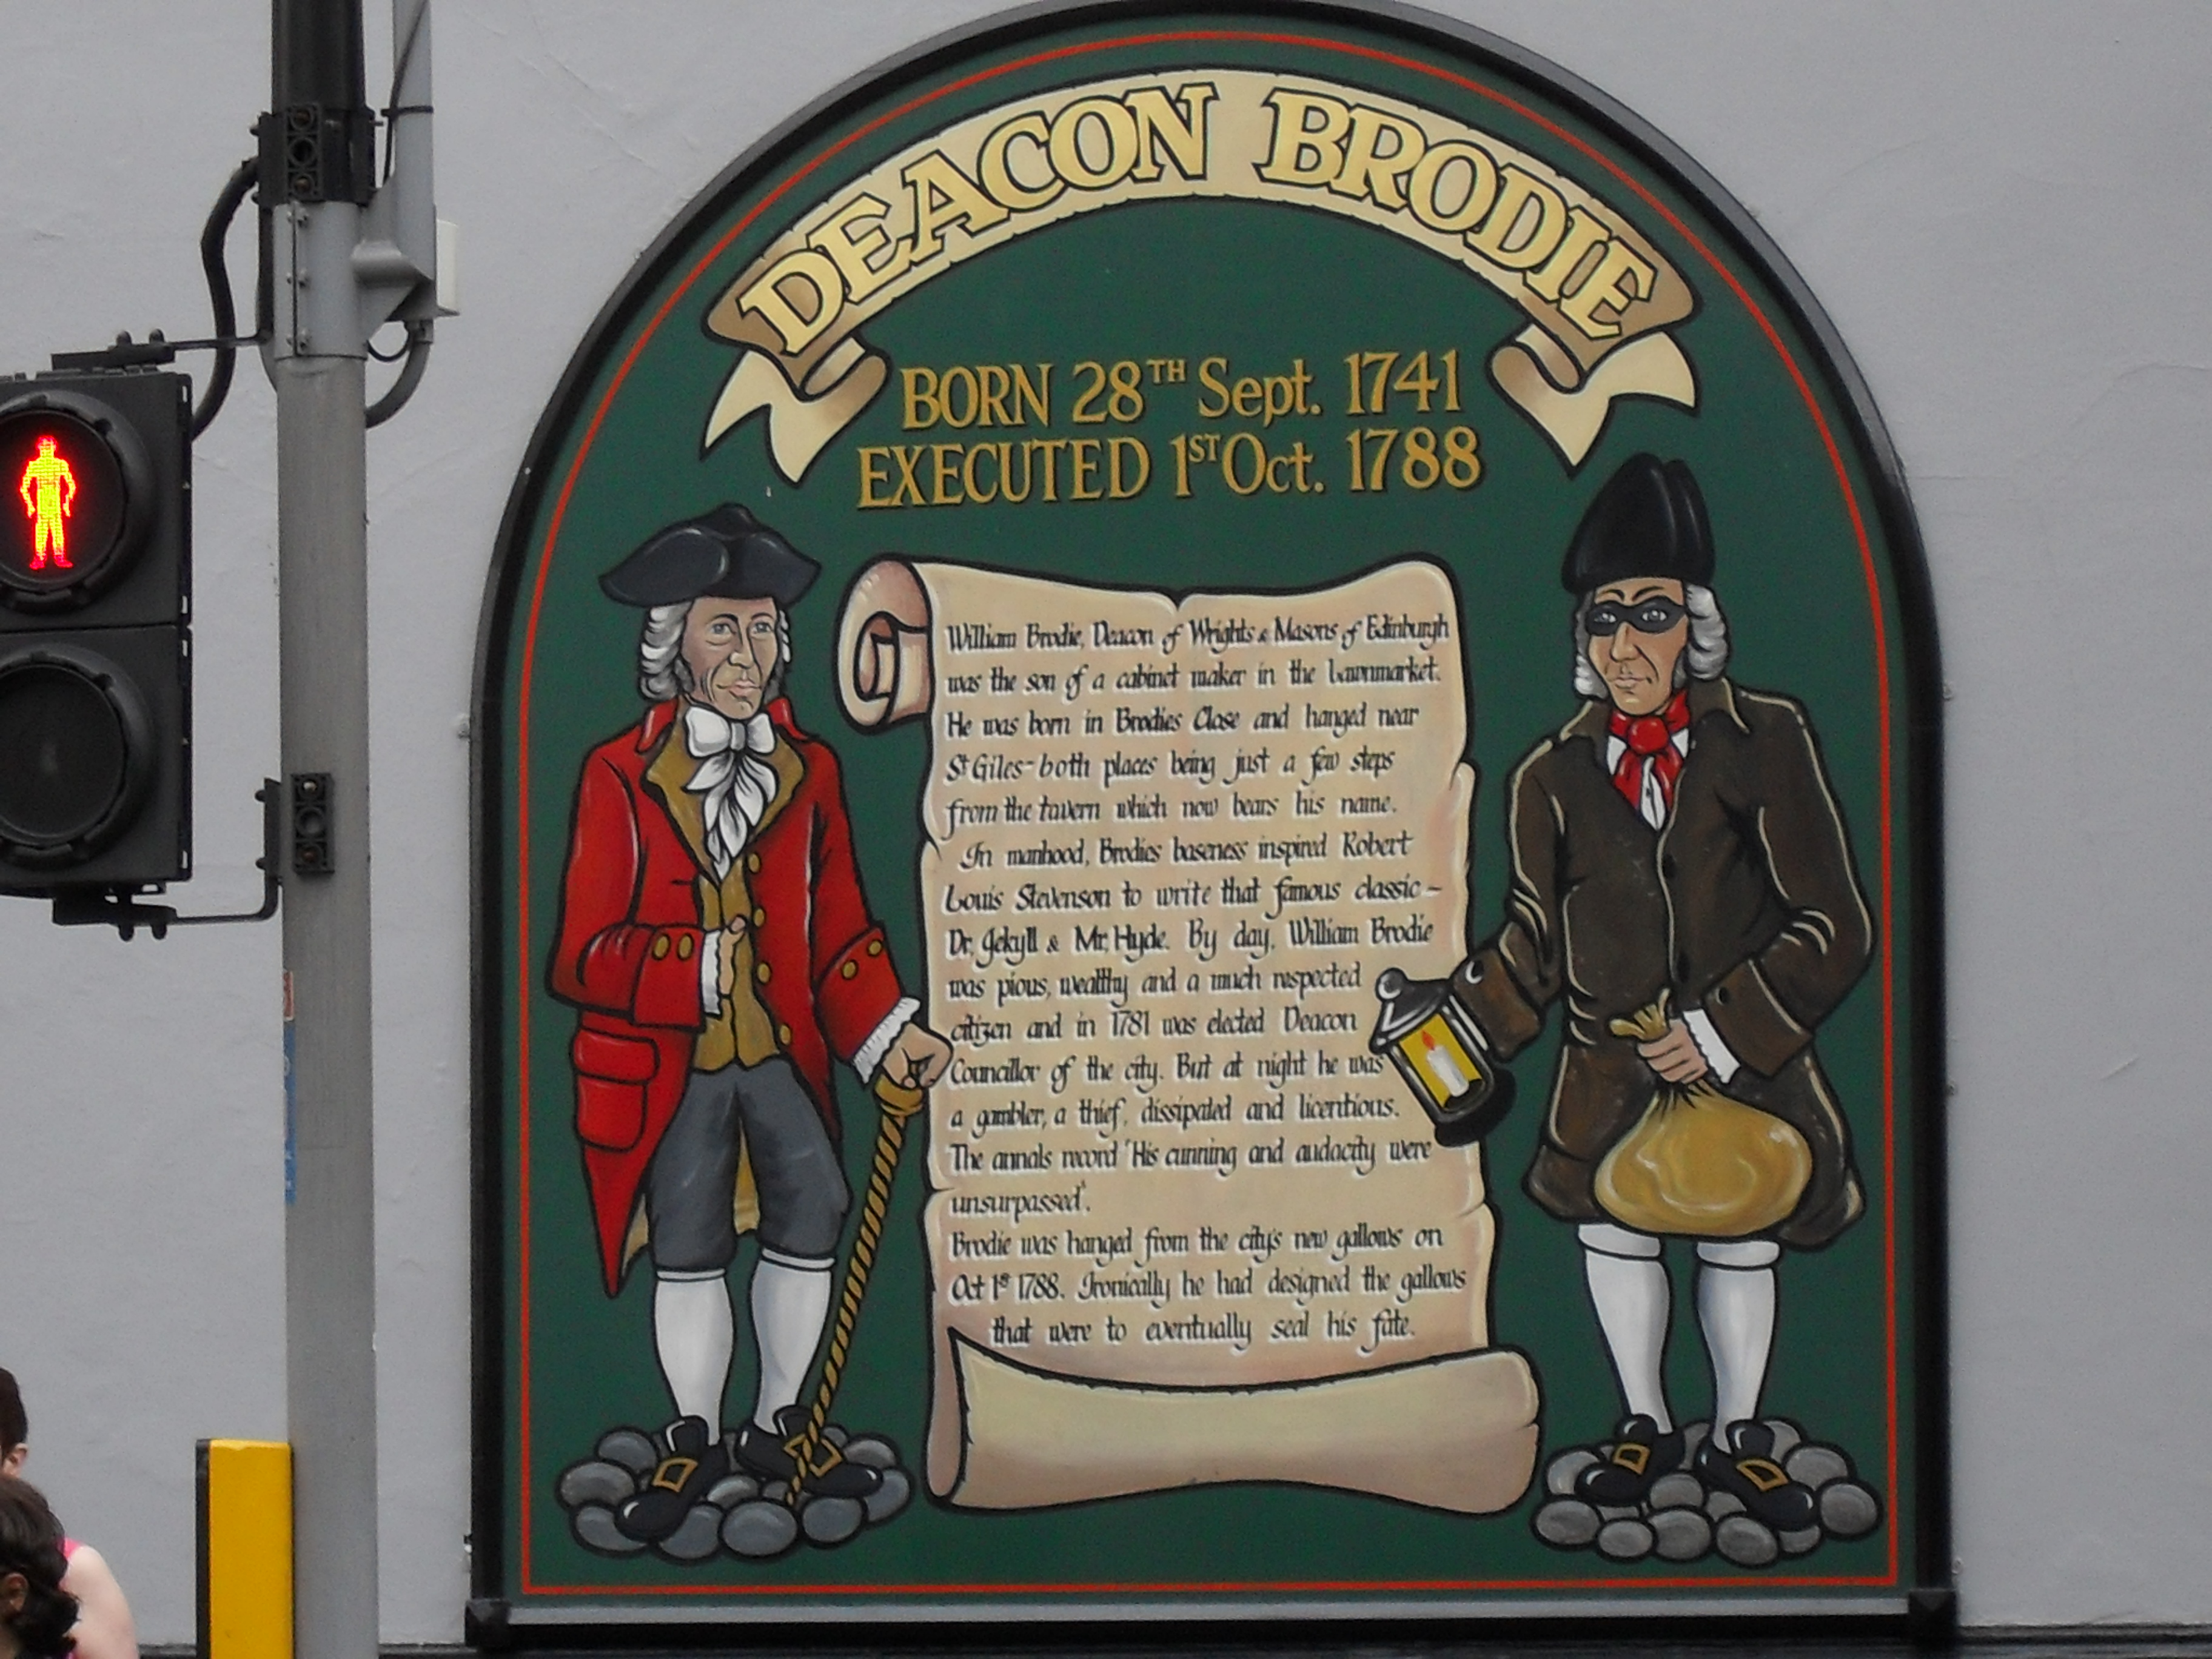 DEACON BRODIE
BORN 28TH Sept. 1741
EXECUTED 1ST Oct. 1788
William Brodie, Deacon of Wrights & Masons of Edinburgh
was the son of a cabinet maker in the Lawnmarket.
He was born in Brodies Close and hanged near
St Giles - both places being just a few steps
from the tavern which now bears his name.
In manhood, Brodies baseness inspired Robert
Louis Stevenson to write that famous classic -
Dr. Jekyll & Mr. Hyde. By day, William Brodie
was pious, wealthy and a much respected
citizen and in 1781 was elected Deacon
Councillor of the city. But at night he was
a gambler, a thief, dissipated and licentious.
The annals record 'His cunning and audacity were
unsurpassed'.
Brodie was hanged from the city's new gallows on
Oct 1st 1788. Ironically he had designed the gallows
that were to eventually seal his fate.